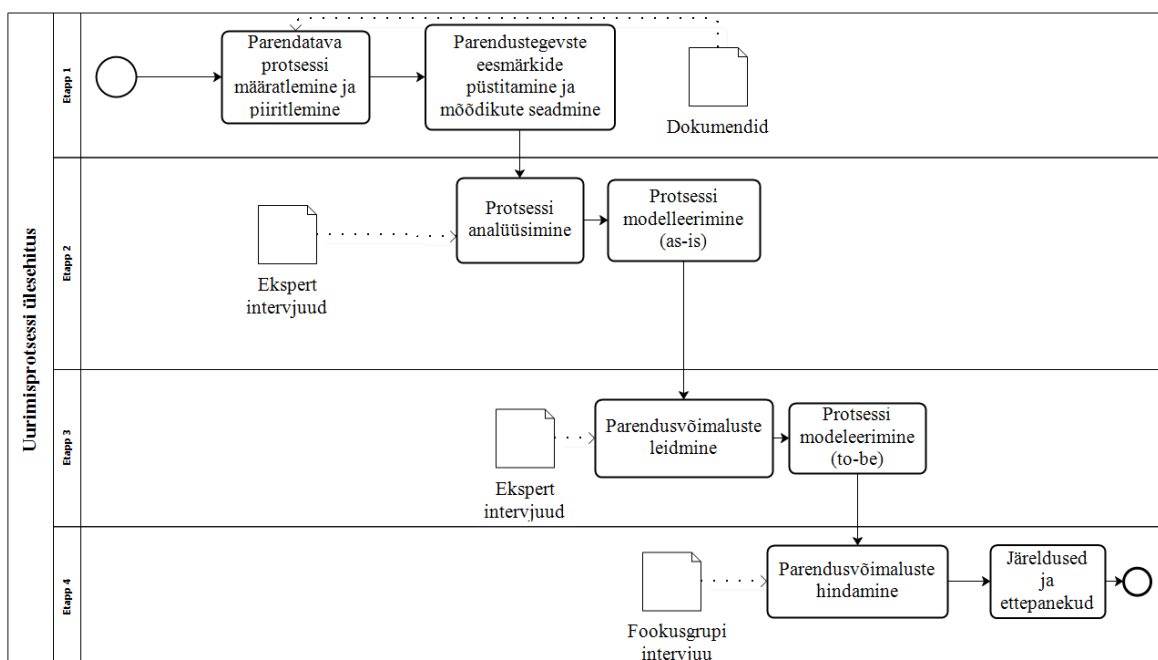 Uurimisprotsessi ülesehitus
Etapp 1
Parendatava
protsessi
määratlemine ja
piiritlemine
Parendustegevste
eesmärkide
püstitamine ja
mõõdikute seadmine
Dokumendid
Etapp 2
Ekspert
intervjuud
Protsessi
analüüsimine
Protsessi
modelleerimine
(as-is)
Etapp 3
Ekspert
intervjuud
Parendusvõimaluste
leidmine
Protsessi
modeleerimine
(to-be)
Etapp 4
Fookusgrupi
intervjuu
Parendusvõimaluste
hindamine
Järeldused
ja
ettepanekud